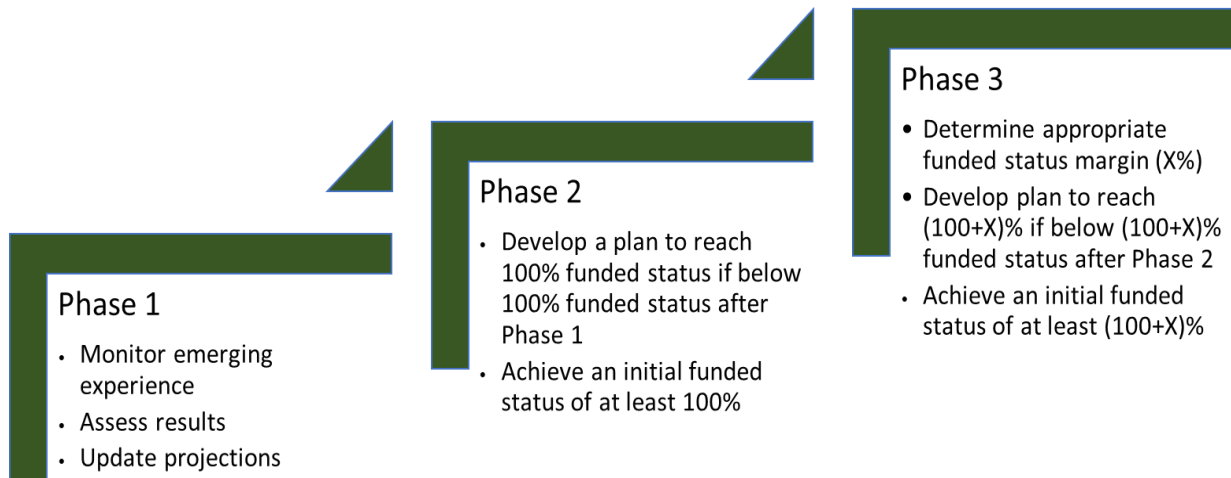 Phase 1
• Monitor emerging
experience
• Assess results
• Update projections
Phase 2
• Develop a plan to reach
100% funded status if below
100% funded status after
Phase 1
• Achieve an initial funded
status of at least 100%
Phase 3
• Determine appropriate
funded status margin (X%)
• Develop plan to reach
(100+X)% if below (100+X)%
funded status after Phase 2
• Achieve an initial funded
status of at least (100+X)%